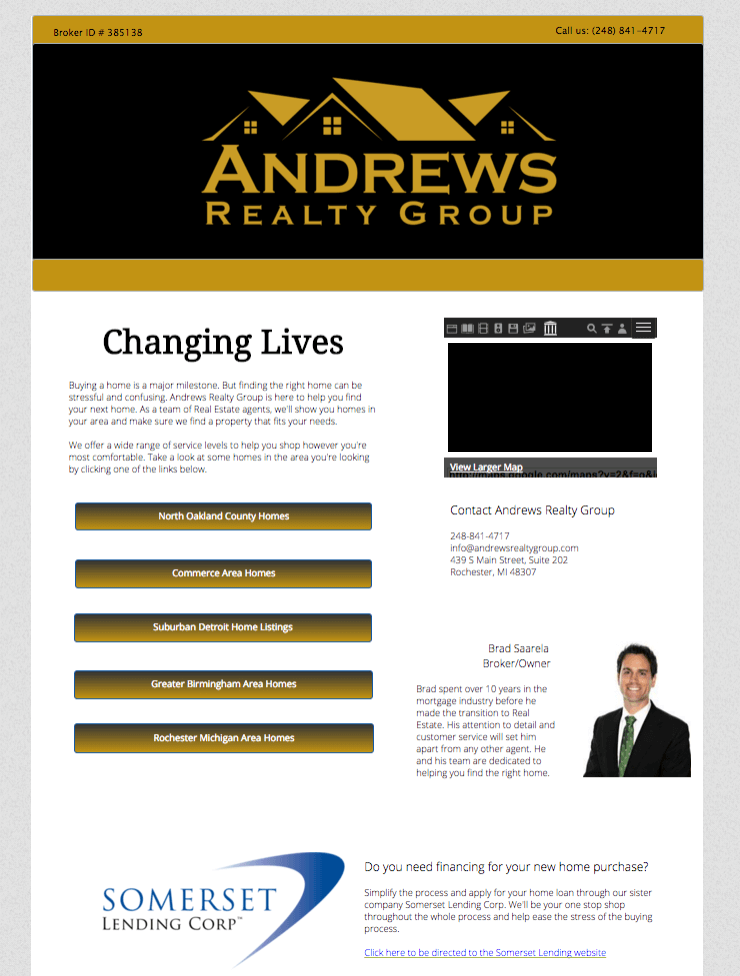 Broker ID # 385138
Call us: (248) 841-4717
ANDREWS
REALTY GROUP
Changing Lives
Buying a home is a major milestone. But finding the right home can be
stressful and confusing. Andrews Realty Group is here to help you find
your next home. As a team of Real Estate agents, we'll show you homes in
your area and make sure we find a property that fits your needs.
We offer a wide range of service levels to help you shop however you're
most comfortable. Take a look at some homes in the area you're looking
by clicking one of the links below.
North Oakland County Homes
Commerce Area Homes
Suburban Detroit Home Listings
Greater Birmingham Area Homes
Rochester Michigan Area Homes
View Larger Map
Contact Andrews Realty Group
248-841-4717
info@andrewsrealtygroup.com
439 S Main Street, Suite 202
Rochester, MI 48307
Brad Saarela
Broker/Owner
Brad spent over 10 years in the
mortgage industry before he
made the transition to Real
Estate. His attention to detail and
customer service will set him
apart from any other agent. He
and his team are dedicated to
helping you find the right home.
SOMERSET
LENDING CORP™
Do you need financing for your new home purchase?
Simplify the process and apply for your home loan through our sister
company Somerset Lending Corp. We'll be your one stop shop
throughout the whole process and help ease the stress of the buying
process.
Click here to be directed to the Somerset Lending website